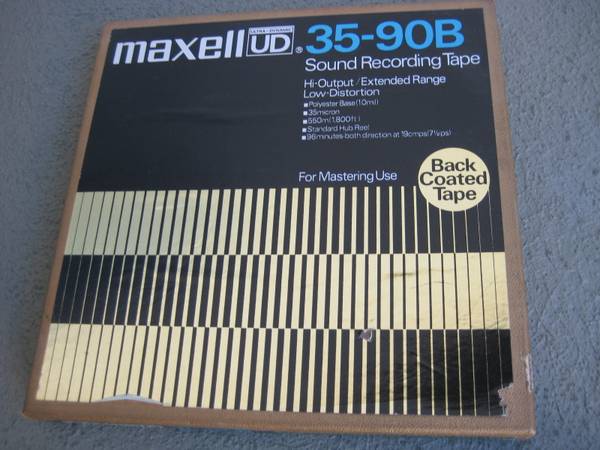 maxell UD ® 35-90B
ULTRA-DYNAMIC
Sound Recording Tape
Hi-Output/Extended Range
Low-Distortion
■Polyester Base(1.0mil)
■35micron
■550m(1,800ft)
■Standard Hub Reel
■96minutes-both direction at 19cmps(7½ips)
For Mastering Use
Back
Coated
Tape